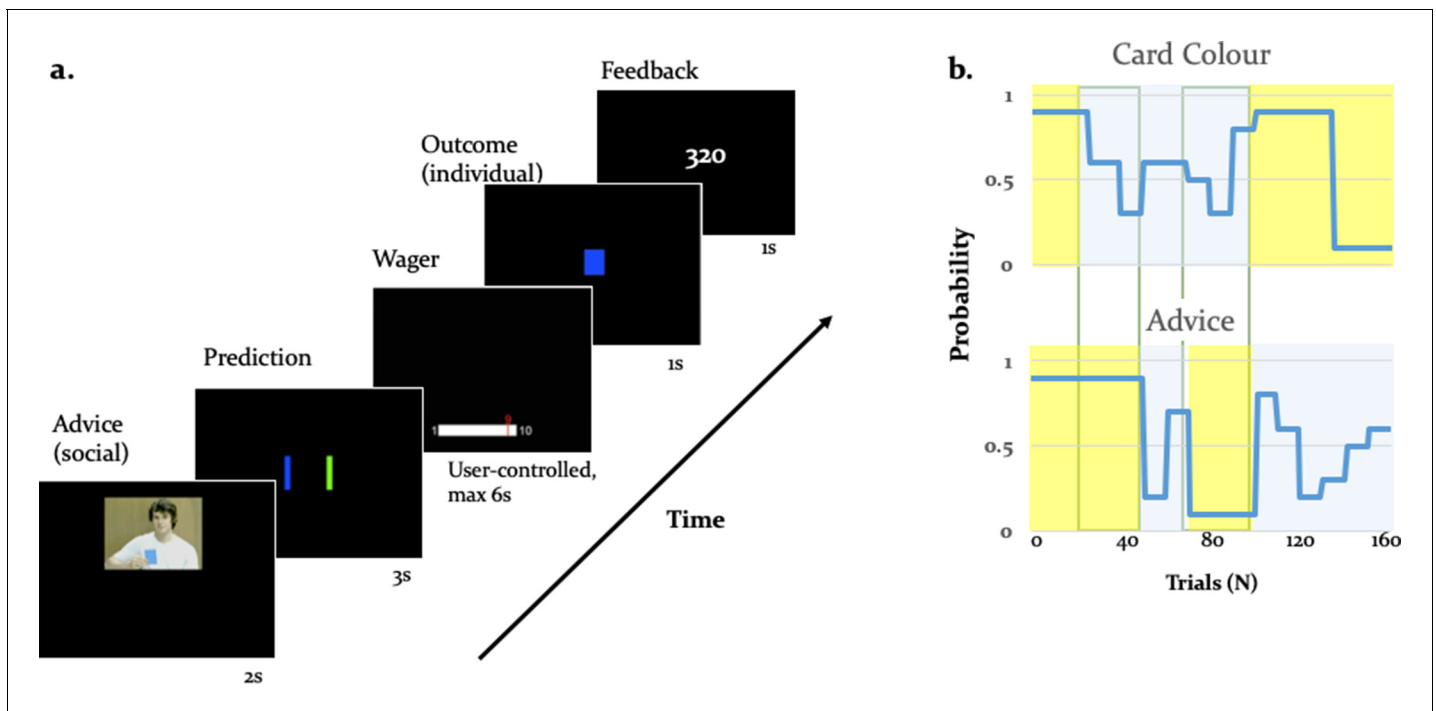 a.
Feedback
320
1s
Outcome
(individual)
1s
Wager
1
9
10
User-controlled,
max 6s
Prediction
3s
Advice
(social)
2s
Time
b.
Card Colour
1
0.5
0
Probability
Advice
1
0.5
0
0 40 80 120 160
Trials (N)